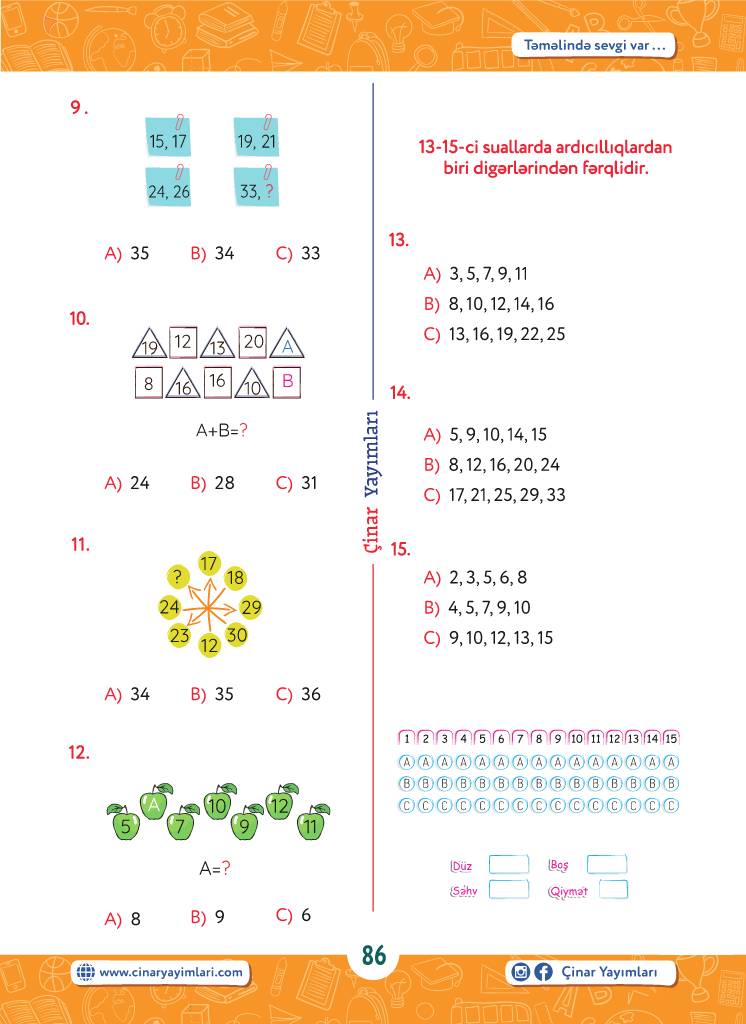 Təməlində sevgi var ...
9 .
15, 17
19, 21
24, 26
33, ?
A) 35 B) 34 C) 33
10.
19 12 13 20 A
8 16 16 10 B
A+B=?
A) 24 B) 28 C) 31
11.
17
? 18
24 29
23 30
12
A) 34 B) 35 C) 36
12.
A 10 12
5 7 9 11
A=?
A) 8 B) 9 C) 6
Çinar Yayımları
13-15-ci suallarda ardıcıllıqlardan
biri digərlərindən fərqlidir.
13.
A) 3, 5, 7, 9, 11
B) 8, 10, 12, 14, 16
C) 13, 16, 19, 22, 25
14.
A) 5, 9, 10, 14, 15
B) 8, 12, 16, 20, 24
C) 17, 21, 25, 29, 33
15.
A) 2, 3, 5, 6, 8
B) 4, 5, 7, 9, 10
C) 9, 10, 12, 13, 15
1 2 3 4 5 6 7 8 9 10 11 12 13 14 15
A A A A A A A A A A A A A A A
B B B B B B B B B B B B B B B
C C C C C C C C C C C C C C C
Düz Boş
Səhv Qiymət
www.cinaryayimlari.com
86
Çinar Yayımları